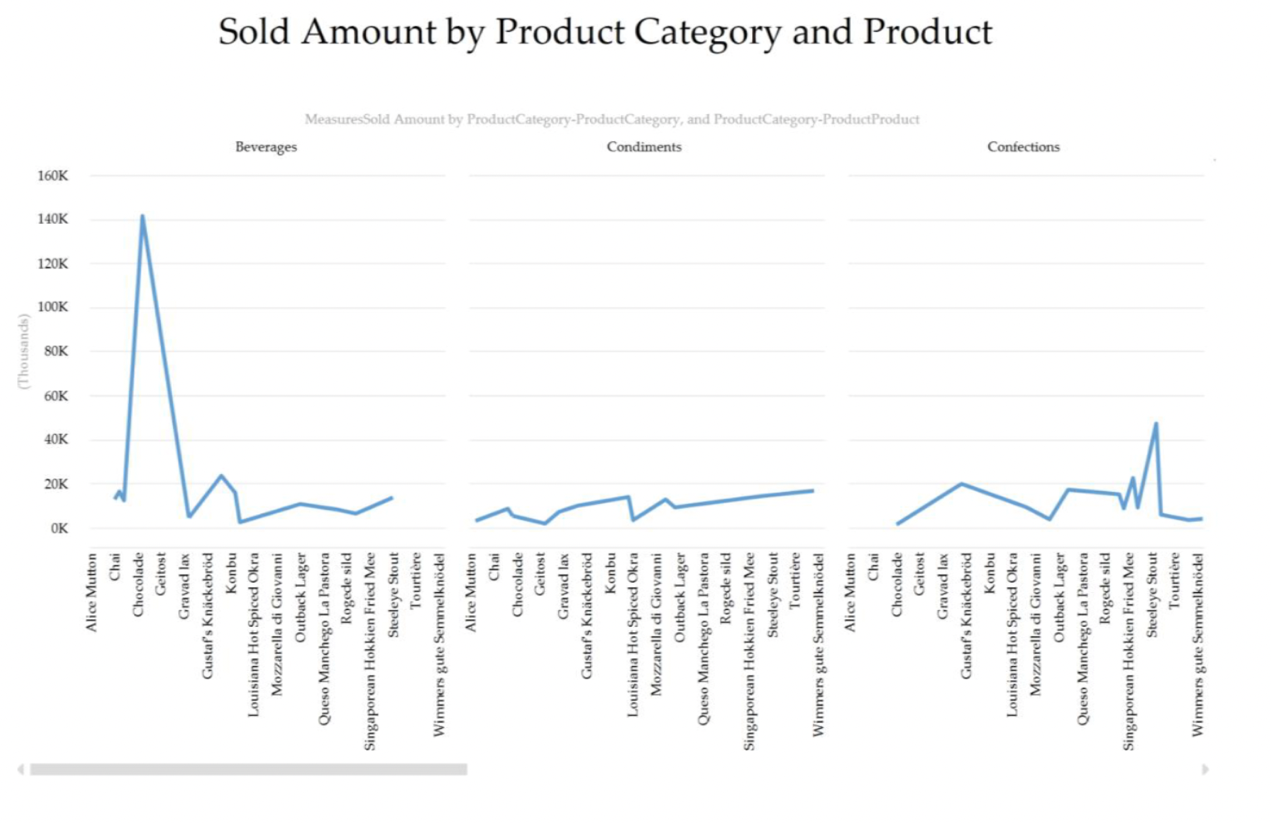 Sold Amount by Product Category and Product
MeasuresSold Amount by ProductCategory-ProductCategory, and ProductCategory-ProductProduct
Beverages
Condiments
Confections
(Thousands)
160K
140K
120K
100K
80K
60K
40K
20K
0K
Alice Mutton
Chai
Chocolade
Geitost
Gravad lax
Gustaf's Knäckebröd
Konbu
Louisiana Hot Spiced Okra
Mozzarella di Giovanni
Outback Lager
Queso Manchego La Pastora
Rogede sild
Singaporean Hokkien Fried Mee
Steeleye Stout
Tourtière
Wimmers gute Semmelknödel
Alice Mutton
Chai
Chocolade
Geitost
Gravad lax
Gustaf's Knäckebröd
Konbu
Louisiana Hot Spiced Okra
Mozzarella di Giovanni
Outback Lager
Queso Manchego La Pastora
Rogede sild
Singaporean Hokkien Fried Mee
Steeleye Stout
Tourtière
Wimmers gute Semmelknödel
Alice Mutton
Chai
Chocolade
Geitost
Gravad lax
Gustaf's Knäckebröd
Konbu
Louisiana Hot Spiced Okra
Mozzarella di Giovanni
Outback Lager
Queso Manchego La Pastora
Rogede sild
Singaporean Hokkien Fried Mee
Steeleye Stout
Tourtière
Wimmers gute Semmelknödel